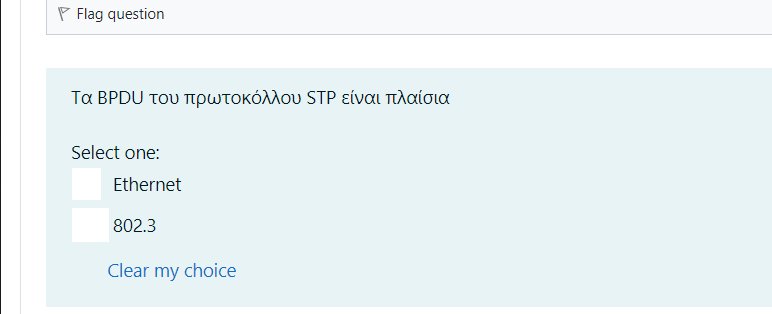 Flag question
Τα BPDU του πρωτοκόλλου STP είναι πλαίσια
Select one:
Ethernet
802.3
Clear my choice